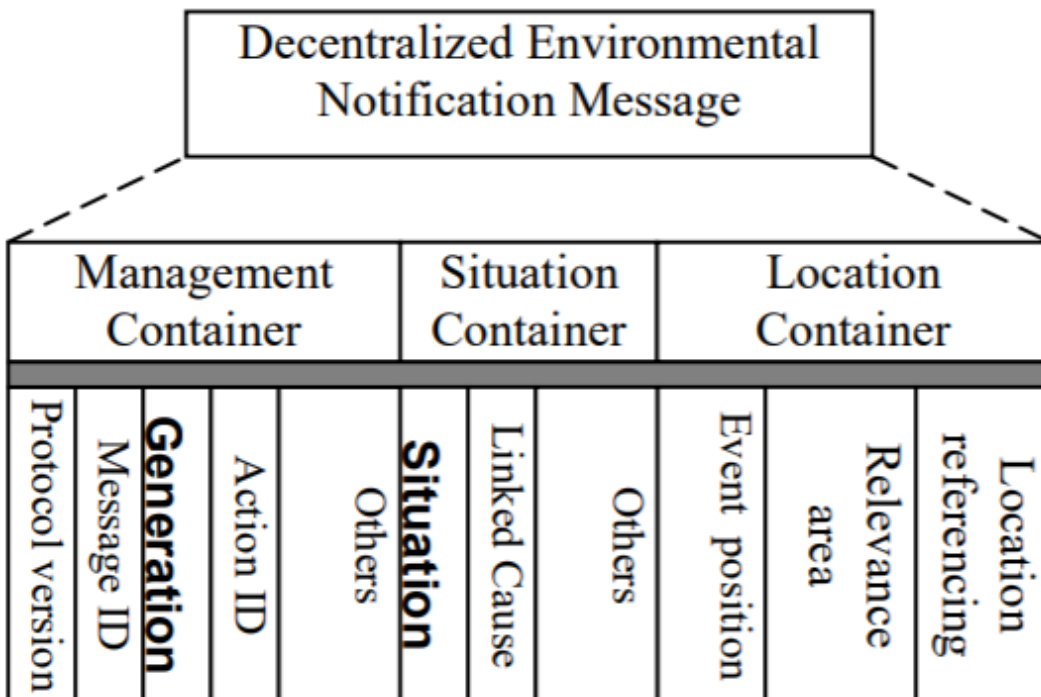 Decentralized Environmental
Notification Message
Management
Container
Situation
Container
Location
Container
Protocol version
Message ID
Generation
Action ID
Others
Situation
Linked Cause
Others
Event position
Relevance
area
Location
referencing